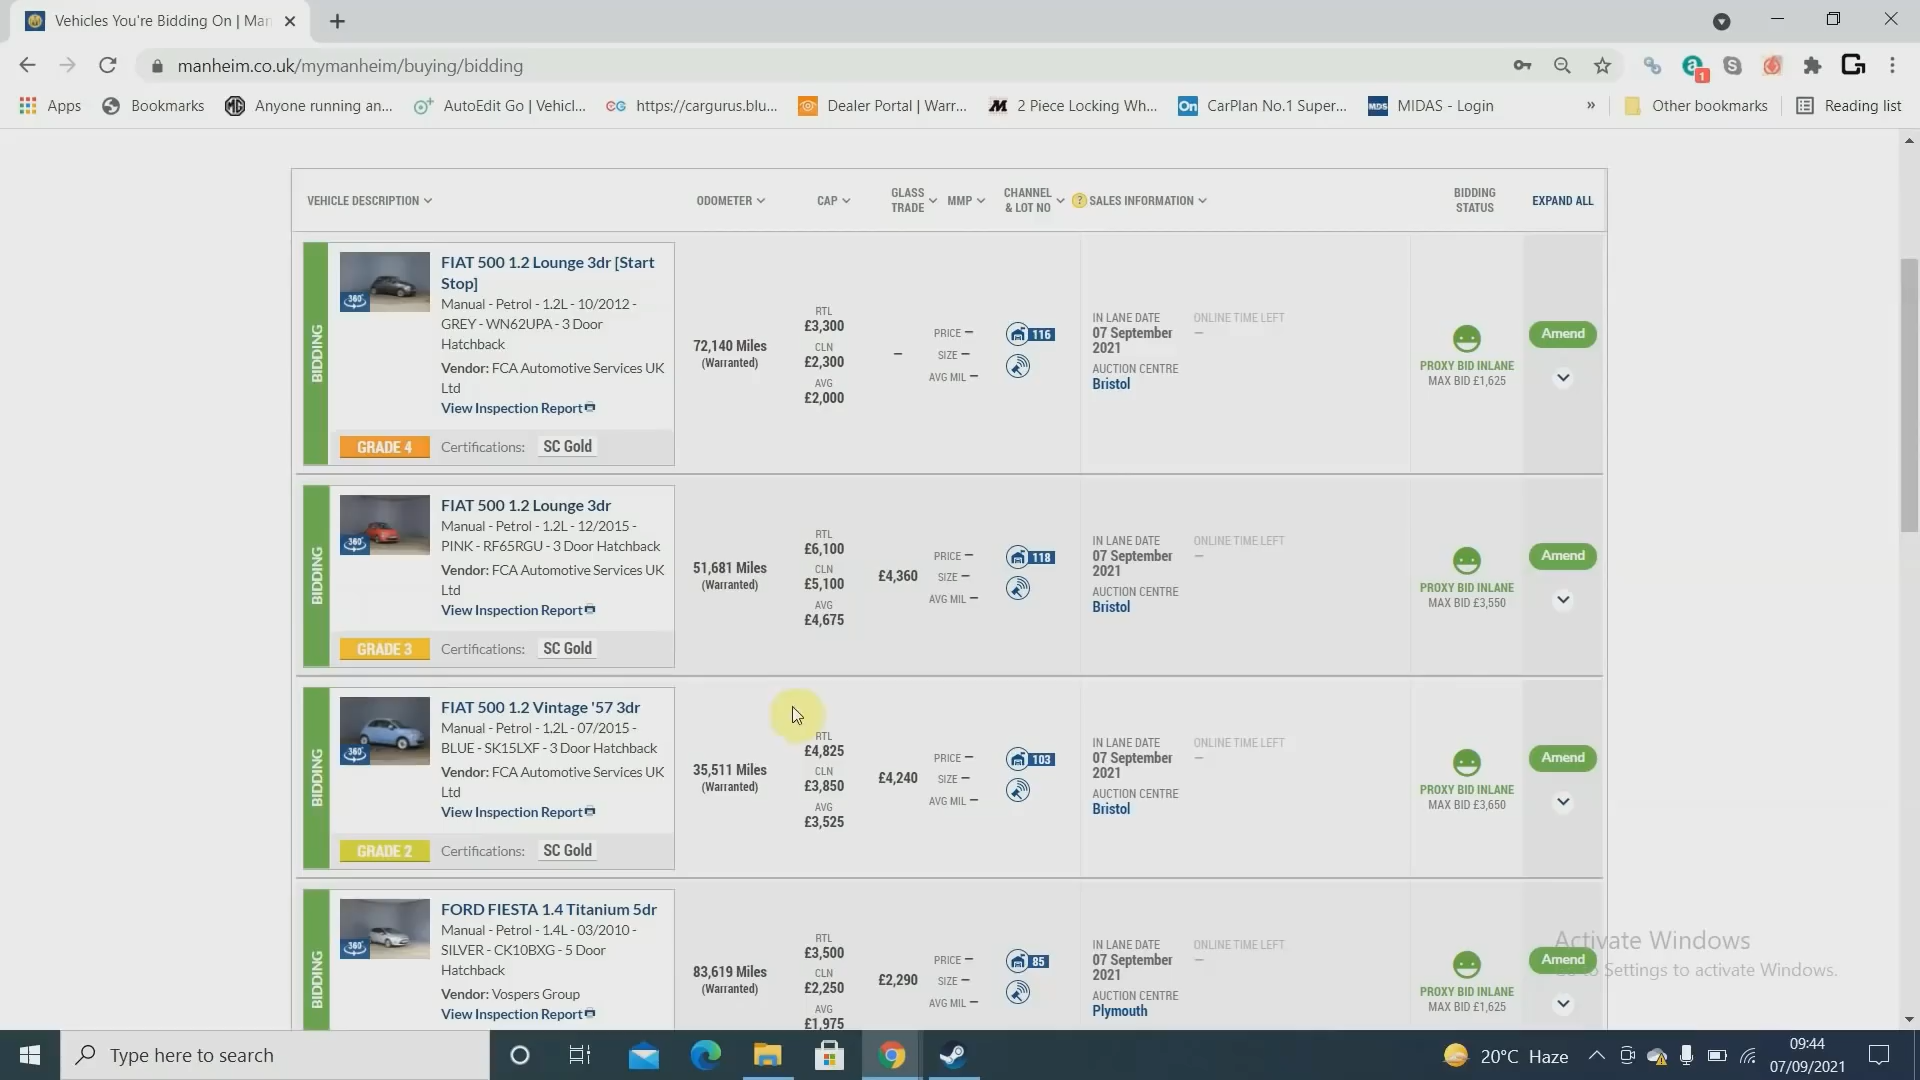 Vehicles You're Bidding On | Man
manheim.co.uk/mymanheim/buying/bidding
1
Apps
Bookmarks
Anyone running an...
AutoEdit Go | Vehicl...
https://cargurus.blu...
Dealer Portal | Warr...
2 Piece Locking Wh...
CarPlan No.1 Super...
MIDAS - Login
»
Other bookmarks
Reading list
VEHICLE DESCRIPTION
ODOMETER
CAP
GLASS
TRADE
MMP
CHANNEL
& LOT NO
? SALES INFORMATION
BIDDING
STATUS
EXPAND ALL
BIDDING
360°
FIAT 500 1.2 Lounge 3dr [Start
Stop]
Manual - Petrol - 1.2L - 10/2012 -
GREY - WN62UPA - 3 Door
Hatchback
Vendor: FCA Automotive Services UK
Ltd
View Inspection Report
GRADE 4 Certifications: SC Gold
72,140 Miles
(Warranted)
RTL
£3,300
CLN
£2,300
AVG
£2,000
–
PRICE –
SIZE –
AVG MIL –
116
IN LANE DATE
07 September
2021
AUCTION CENTRE
Bristol
ONLINE TIME LEFT
–
PROXY BID INLANE
MAX BID £1,625
Amend
BIDDING
360°
FIAT 500 1.2 Lounge 3dr
Manual - Petrol - 1.2L - 12/2015 -
PINK - RF65RGU - 3 Door Hatchback
Vendor: FCA Automotive Services UK
Ltd
View Inspection Report
GRADE 3 Certifications: SC Gold
51,681 Miles
(Warranted)
RTL
£6,100
CLN
£5,100
AVG
£4,675
£4,360
PRICE –
SIZE –
AVG MIL –
118
IN LANE DATE
07 September
2021
AUCTION CENTRE
Bristol
ONLINE TIME LEFT
–
PROXY BID INLANE
MAX BID £3,550
Amend
BIDDING
360°
FIAT 500 1.2 Vintage '57 3dr
Manual - Petrol - 1.2L - 07/2015 -
BLUE - SK15LXF - 3 Door Hatchback
Vendor: FCA Automotive Services UK
Ltd
View Inspection Report
GRADE 2 Certifications: SC Gold
35,511 Miles
(Warranted)
RTL
£4,825
CLN
£3,850
AVG
£3,525
£4,240
PRICE –
SIZE –
AVG MIL –
103
IN LANE DATE
07 September
2021
AUCTION CENTRE
Bristol
ONLINE TIME LEFT
–
PROXY BID INLANE
MAX BID £3,650
Amend
BIDDING
360°
FORD FIESTA 1.4 Titanium 5dr
Manual - Petrol - 1.4L - 03/2010 -
SILVER - CK10BXG - 5 Door
Hatchback
Vendor: Vospers Group
View Inspection Report
83,619 Miles
(Warranted)
RTL
£3,500
CLN
£2,250
AVG
£1,975
£2,290
PRICE –
SIZE –
AVG MIL –
85
IN LANE DATE
07 September
2021
AUCTION CENTRE
Plymouth
ONLINE TIME LEFT
–
PROXY BID INLANE
MAX BID £1,625
Amend
Activate Windows
Settings to activate Windows.
Type here to search
20°C Haze
09:44
07/09/2021